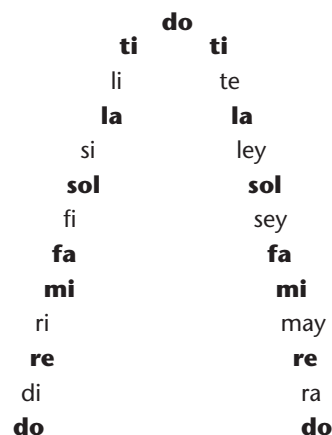 do
ti ti
li te
la la
si ley
sol sol
fi sey
fa fa
mi mi
ri may
re re
di ra
do do